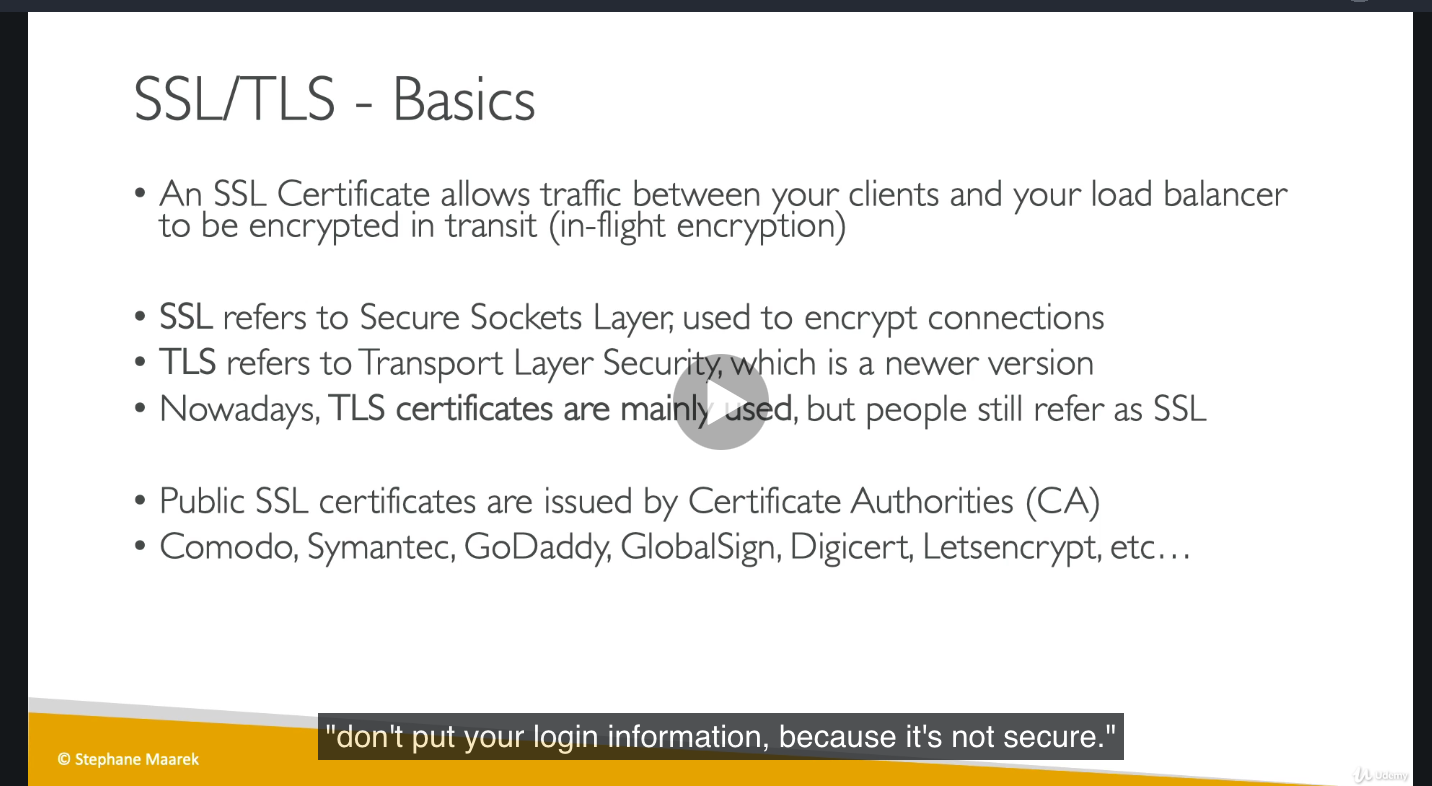 SSL/TLS - Basics
• An SSL Certificate allows traffic between your clients and your load balancer
to be encrypted in transit (in-flight encryption)
• SSL refers to Secure Sockets Layer, used to encrypt connections
• TLS refers to Transport Layer Security, which is a newer version
• Nowadays, TLS certificates are mainly used, but people still refer as SSL
• Public SSL certificates are issued by Certificate Authorities (CA)
• Comodo, Symantec, GoDaddy, GlobalSign, Digicert, Letsencrypt, etc…
"don't put your login information, because it's not secure."
© Stephane Maarek
Udemy